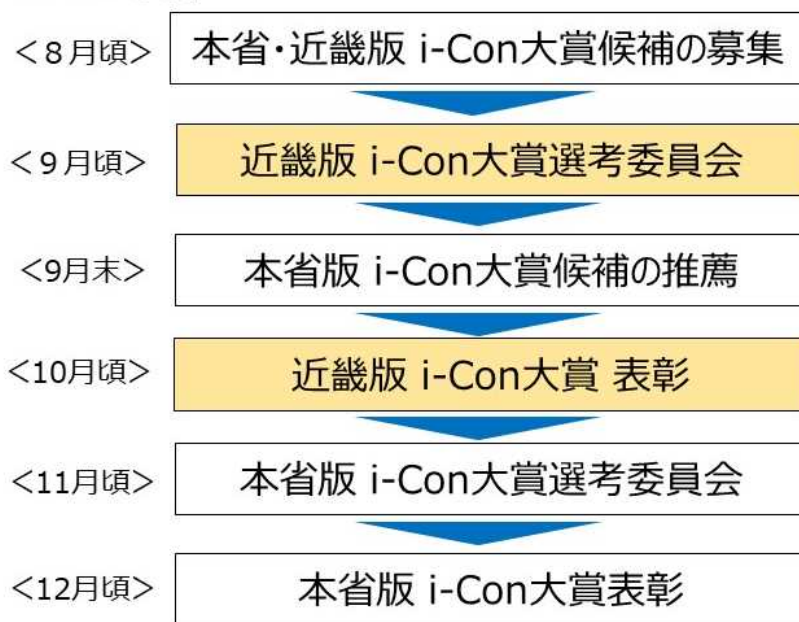 ＜８月頃＞ 本省・近畿版 i-Con大賞候補の募集
＜９月頃＞ 近畿版 i-Con大賞選考委員会
<9月末> 本省版 i-Con大賞候補の推薦
<10月頃> 近畿版 i-Con大賞 表彰
<11月頃> 本省版 i-Con大賞選考委員会
<12月頃> 本省版 i-Con大賞表彰